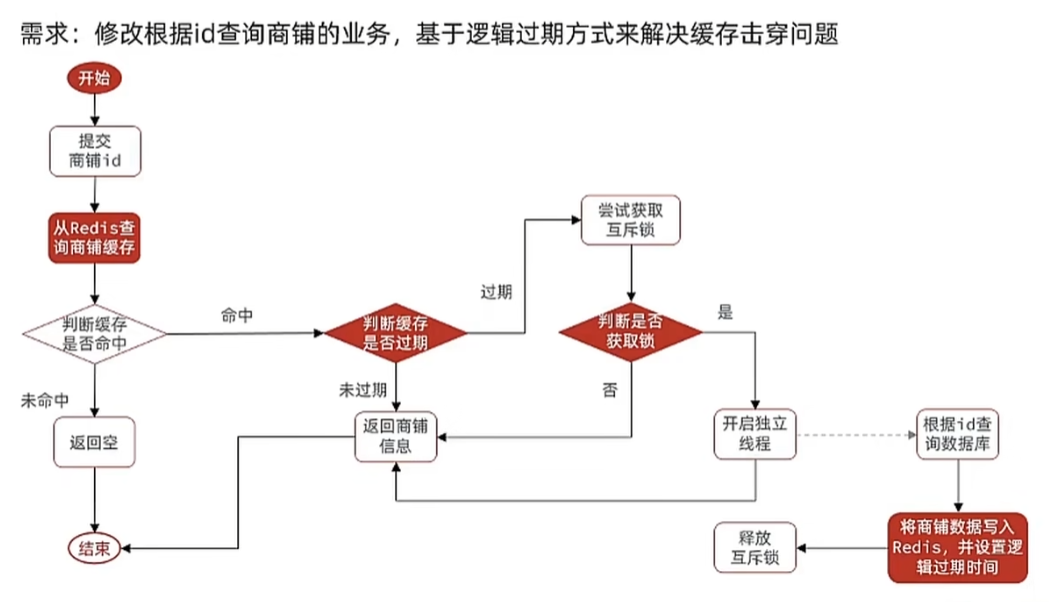 需求：修改根据id查询商铺的业务，基于逻辑过期方式来解决缓存击穿问题
开始
提交
商铺id
从Redis查
询商铺缓存
判断缓存
是否命中
命中
未命中
返回空
结束
判断缓存
是否过期
过期
未过期
返回商铺
信息
尝试获取
互斥锁
判断是否
获取锁
是
否
开启独立
线程
根据id查
询数据库
将商铺数据写入
Redis，并设置逻
辑过期时间
释放
互斥锁